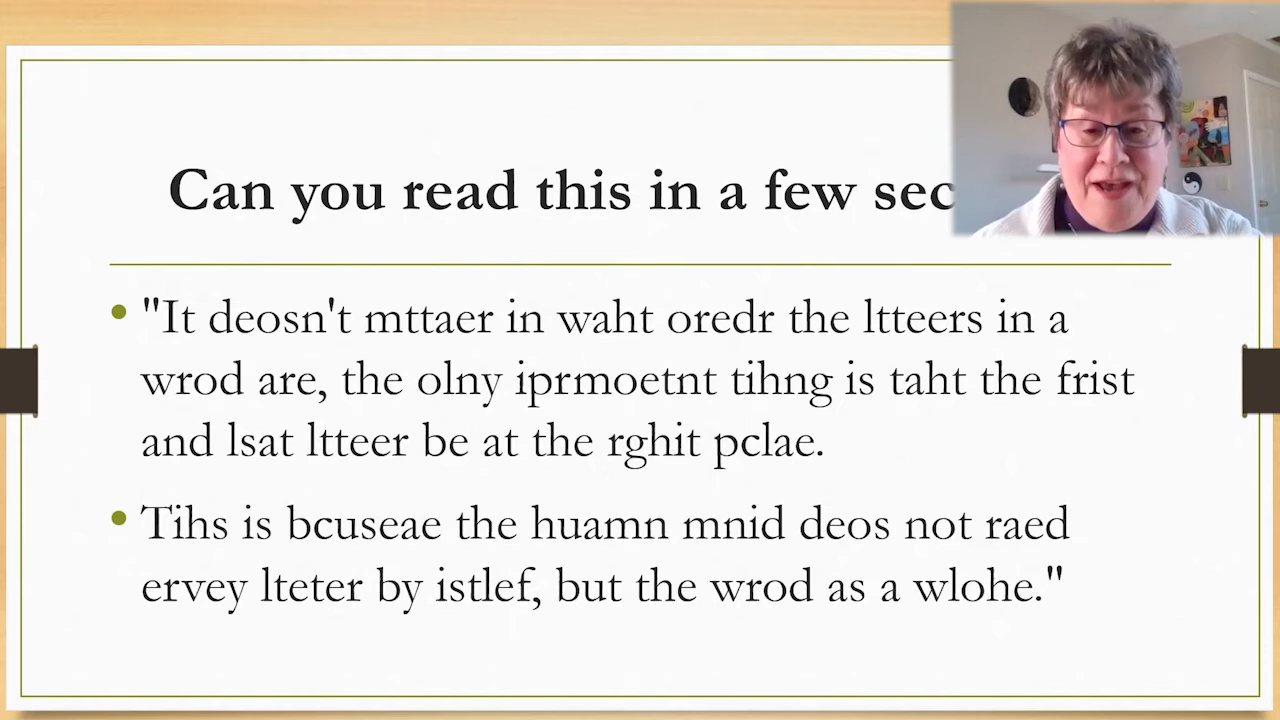 Can you read this in a few sec
• "It deosn't mttaer in waht oredr the ltteers in a
wrod are, the olny iprmoetnt tihng is taht the frist
and lsat ltteer be at the rghit pclae.
• Tihs is bcuseae the huamn mnid deos not raed
ervey lteter by istlef, but the wrod as a wlohe."